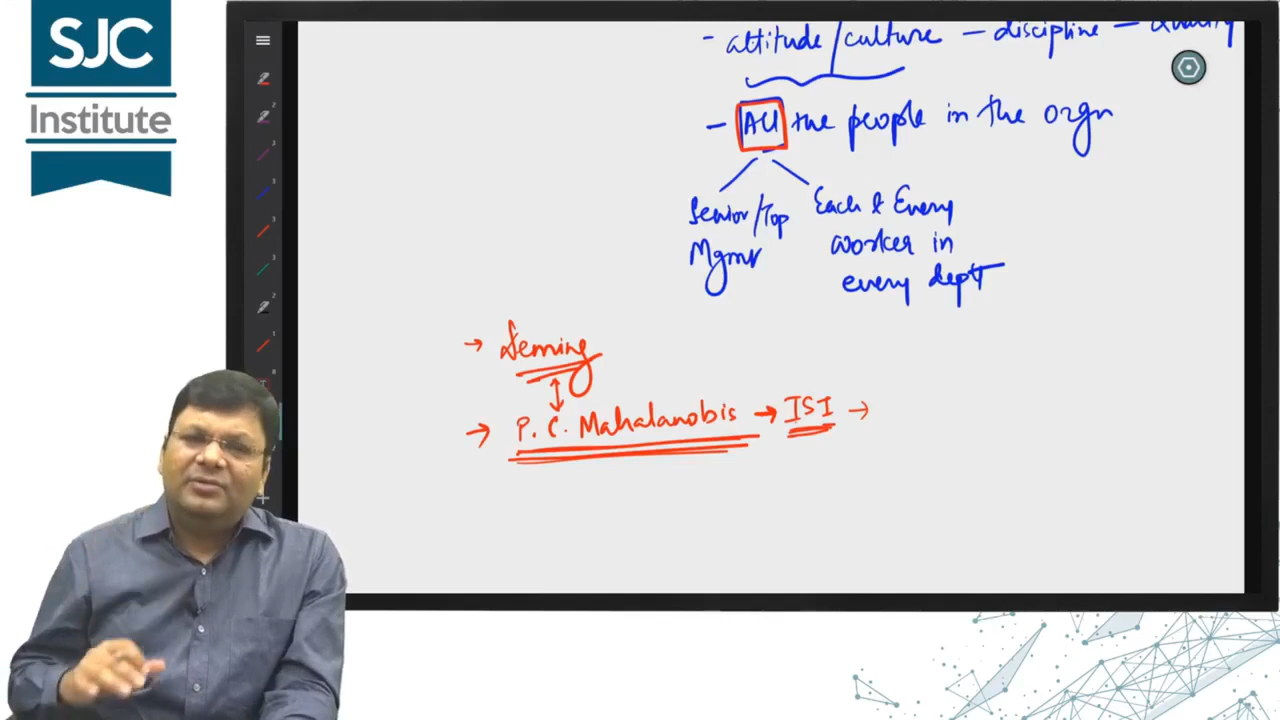 SJC
Institute
- attitude/culture - discipline - Quality
- All the people in the orgn
Senior/Top
Mgmt
Each & Every
worker in
every dept
→ Deming
→ P. C. Mahalanobis → ISI →